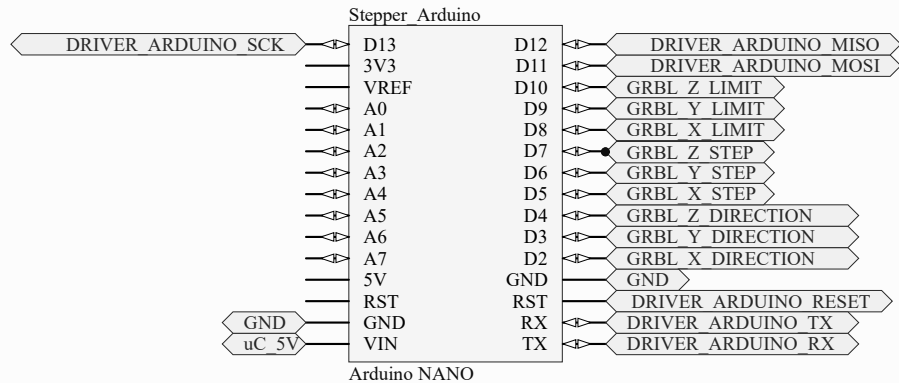 Stepper_Arduino
DRIVER_ARDUINO_SCK D13 D12 DRIVER_ARDUINO_MISO
3V3 D11 DRIVER_ARDUINO_MOSI
VREF D10 GRBL_Z_LIMIT
A0 D9 GRBL_Y_LIMIT
A1 D8 GRBL_X_LIMIT
A2 D7 GRBL_Z_STEP
A3 D6 GRBL_Y_STEP
A4 D5 GRBL_X_STEP
A5 D4 GRBL_Z_DIRECTION
A6 D3 GRBL_Y_DIRECTION
A7 D2 GRBL_X_DIRECTION
5V GND GND
RST RST DRIVER_ARDUINO_RESET
GND GND RX DRIVER_ARDUINO_TX
uC_5V VIN TX DRIVER_ARDUINO_RX
Arduino NANO